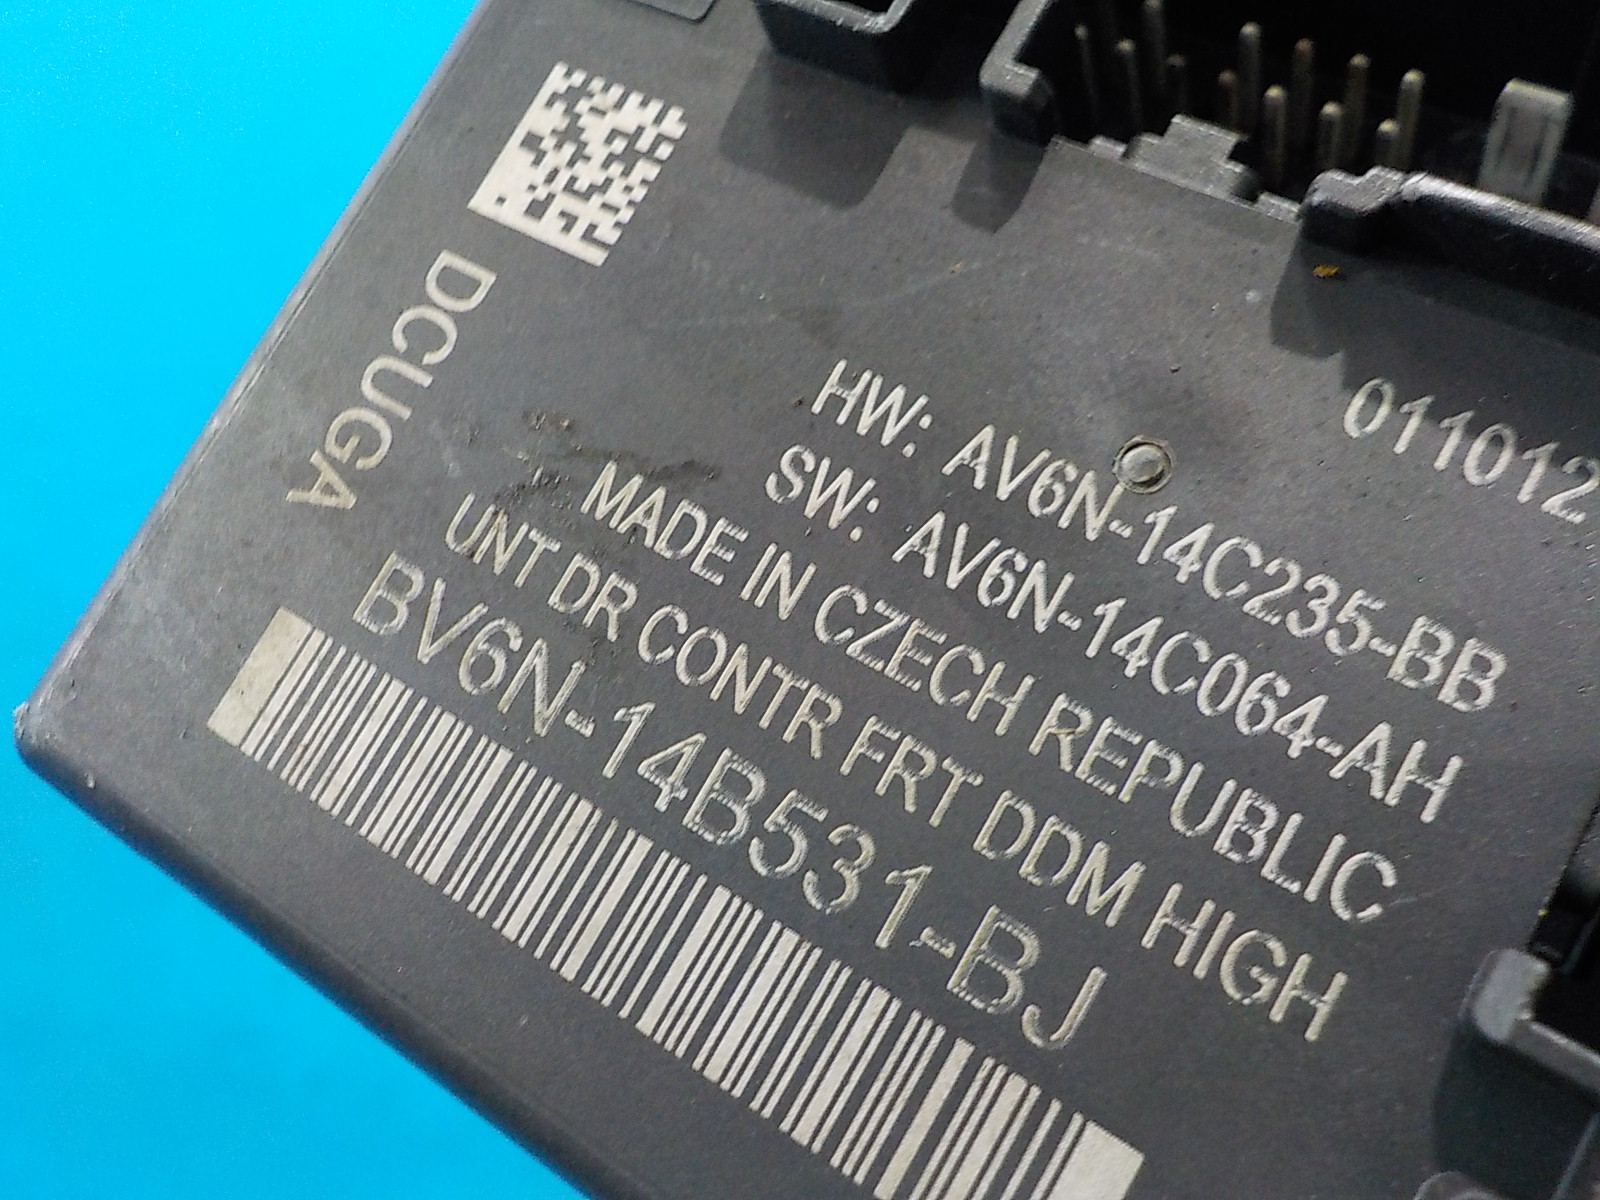 011012
HW: AV6N-14C235-BB
SW: AV6N-14C064-AH
MADE IN CZECH REPUBLIC
UNT DR CONTR FRT DDM HIGH
BV6N-14B531-BJ
DCUGA